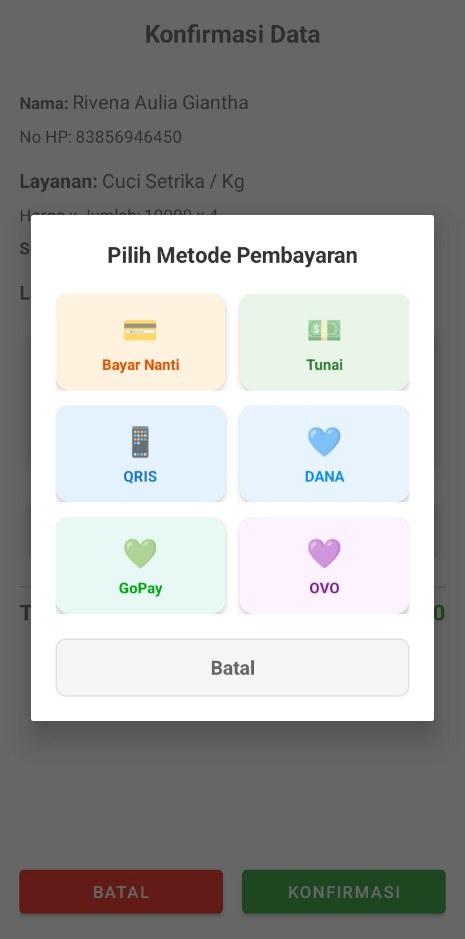 Konfirmasi Data
Nama: Rivena Aulia Giantha
No HP: 83856946450
Layanan: Cuci Setrika / Kg
Harga x Jumlah: 10000 x 4
Pilih Metode Pembayaran
Bayar Nanti
Tunai
QRIS
DANA
GoPay
OVO
Batal
BATAL
KONFIRMASI